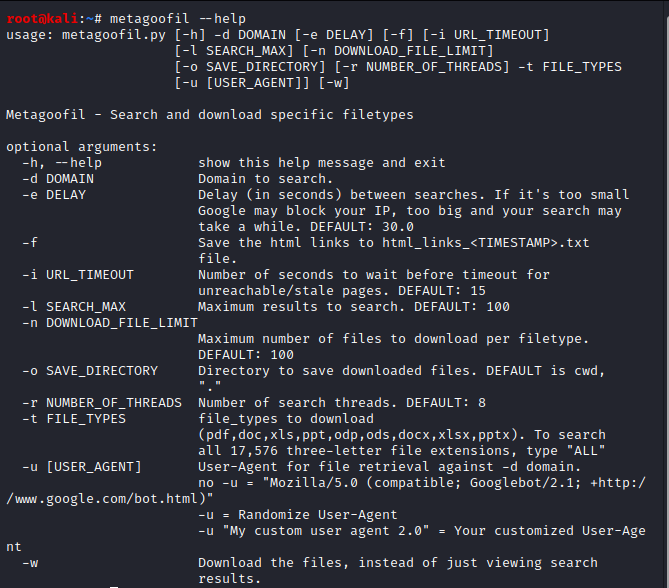 root@kali:~# metagoofil --help
usage: metagoofil.py [-h] -d DOMAIN [-e DELAY] [-f] [-i URL_TIMEOUT]
                     [-l SEARCH_MAX] [-n DOWNLOAD_FILE_LIMIT]
                     [-o SAVE_DIRECTORY] [-r NUMBER_OF_THREADS] -t FILE_TYPES
                     [-u [USER_AGENT]] [-w]

Metagoofil - Search and download specific filetypes

optional arguments:
  -h, --help            show this help message and exit
  -d DOMAIN             Domain to search.
  -e DELAY              Delay (in seconds) between searches. If it's too small
                        Google may block your IP, too big and your search may
                        take a while. DEFAULT: 30.0
  -f                    Save the html links to html_links_<TIMESTAMP>.txt
                        file.
  -i URL_TIMEOUT        Number of seconds to wait before timeout for
                        unreachable/stale pages. DEFAULT: 15
  -l SEARCH_MAX         Maximum results to search. DEFAULT: 100
  -n DOWNLOAD_FILE_LIMIT
                        Maximum number of files to download per filetype.
                        DEFAULT: 100
  -o SAVE_DIRECTORY     Directory to save downloaded files. DEFAULT is cwd,
                        "."
  -r NUMBER_OF_THREADS  Number of search threads. DEFAULT: 8
  -t FILE_TYPES         file_types to download
                        (pdf,doc,xls,ppt,odp,ods,docx,xlsx,pptx). To search
                        all 17,576 three-letter file extensions, type "ALL"
  -u [USER_AGENT]       User-Agent for file retrieval against -d domain.
                        no -u = "Mozilla/5.0 (compatible; Googlebot/2.1; +http:/
/www.google.com/bot.html)"
                        -u = Randomize User-Agent
                        -u "My custom user agent 2.0" = Your customized User-Age
nt
  -w                    Download the files, instead of just viewing search
                        results.